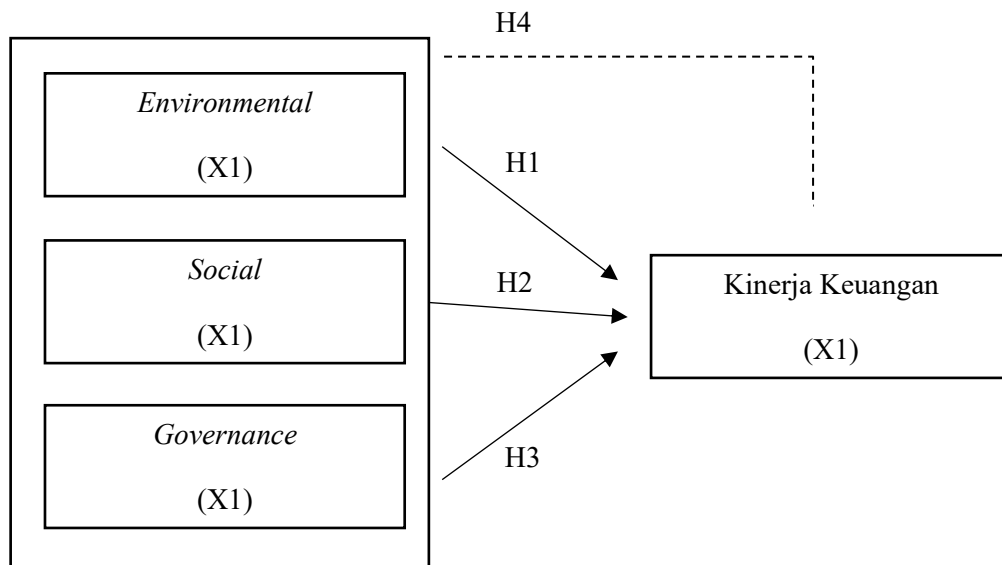 H4
Environmental
(X1)
H1
Social
(X1)
H2
Kinerja Keuangan
(X1)
Governance
(X1)
H3